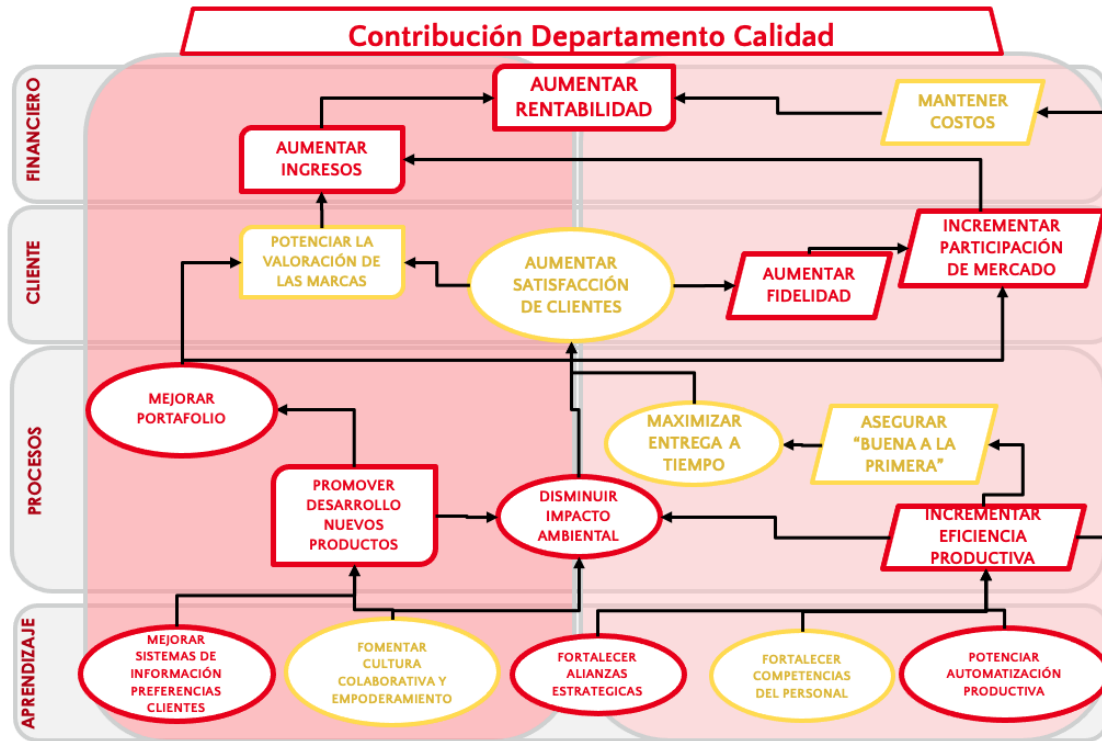 Contribución Departamento Calidad
FINANCIERO
AUMENTAR
RENTABILIDAD
MANTENER
COSTOS
AUMENTAR
INGRESOS
CLIENTE
POTENCIAR LA
VALORACIÓN DE
LAS MARCAS
AUMENTAR
SATISFACCIÓN
DE CLIENTES
AUMENTAR
FIDELIDAD
INCREMENTAR
PARTICIPACIÓN
DE MERCADO
PROCESOS
MEJORAR
PORTAFOLIO
MAXIMIZAR
ENTREGA A
TIEMPO
ASEGURAR
“BUENA A LA
PRIMERA”
PROMOVER
DESARROLLO
NUEVOS
PRODUCTOS
DISMINUIR
IMPACTO
AMBIENTAL
INCREMENTAR
EFICIENCIA
PRODUCTIVA
APRENDIZAJE
MEJORAR
SISTEMAS DE
INFORMACIÓN
PREFERENCIAS
CLIENTES
FOMENTAR
CULTURA
COLABORATIVA Y
EMPODERAMIENTO
FORTALECER
ALIANZAS
ESTRATEGICAS
FORTALECER
COMPETENCIAS
DEL PERSONAL
POTENCIAR
AUTOMATIZACIÓN
PRODUCTIVA